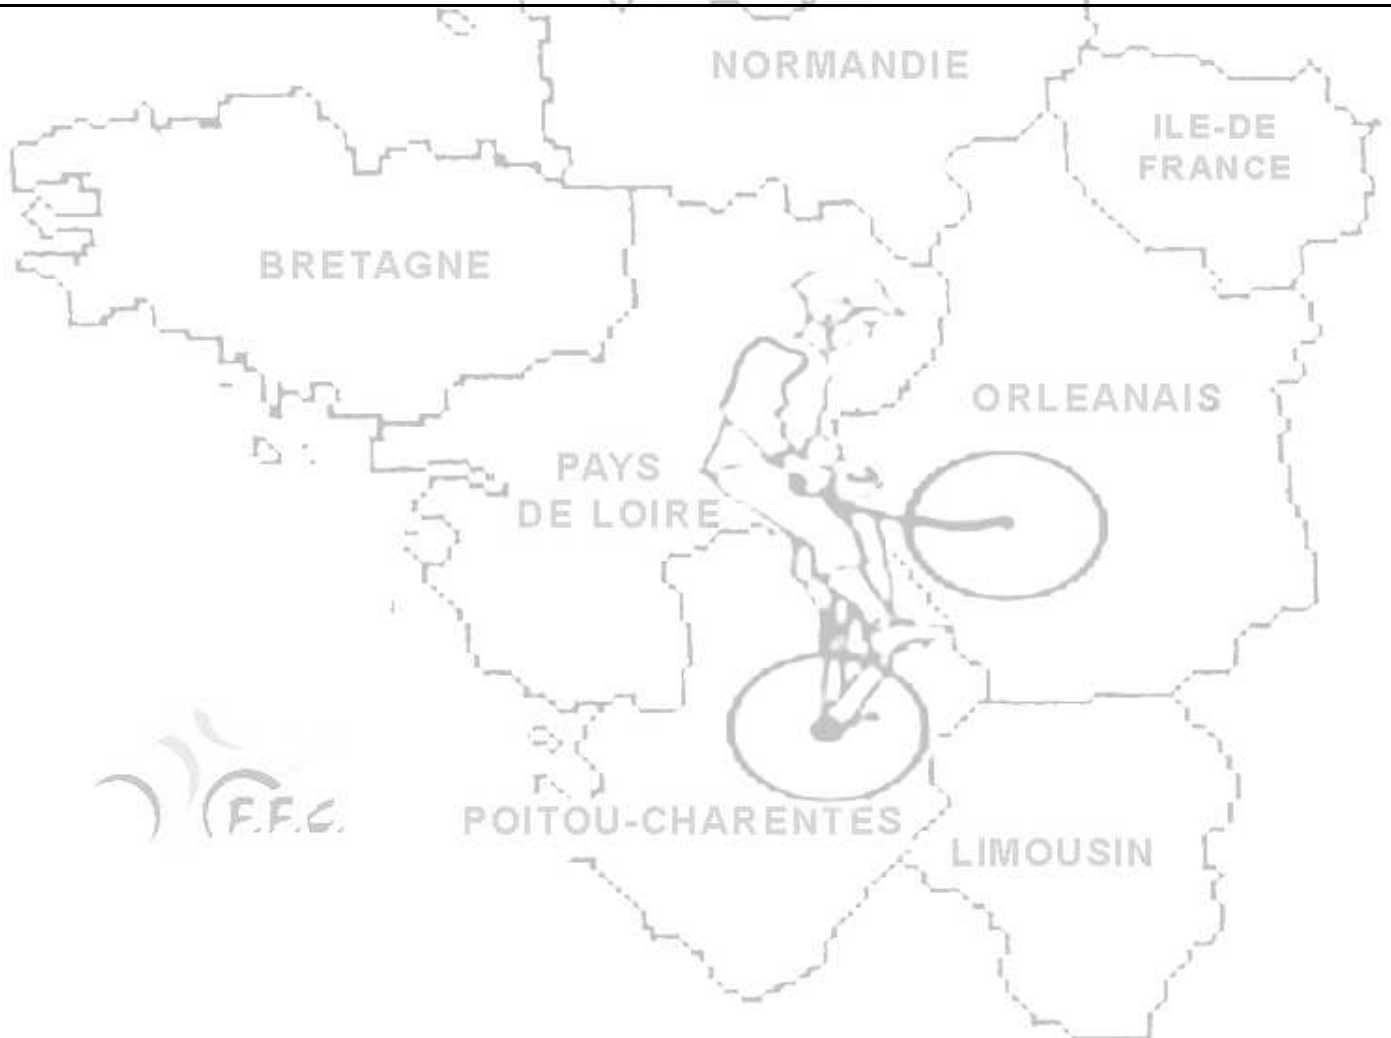 NORMANDIE
ILE-DE
FRANCE
BRETAGNE
ORLEANAIS
PAYS
DE LOIRE
F.F.C.
POITOU-CHARENTES
LIMOUSIN